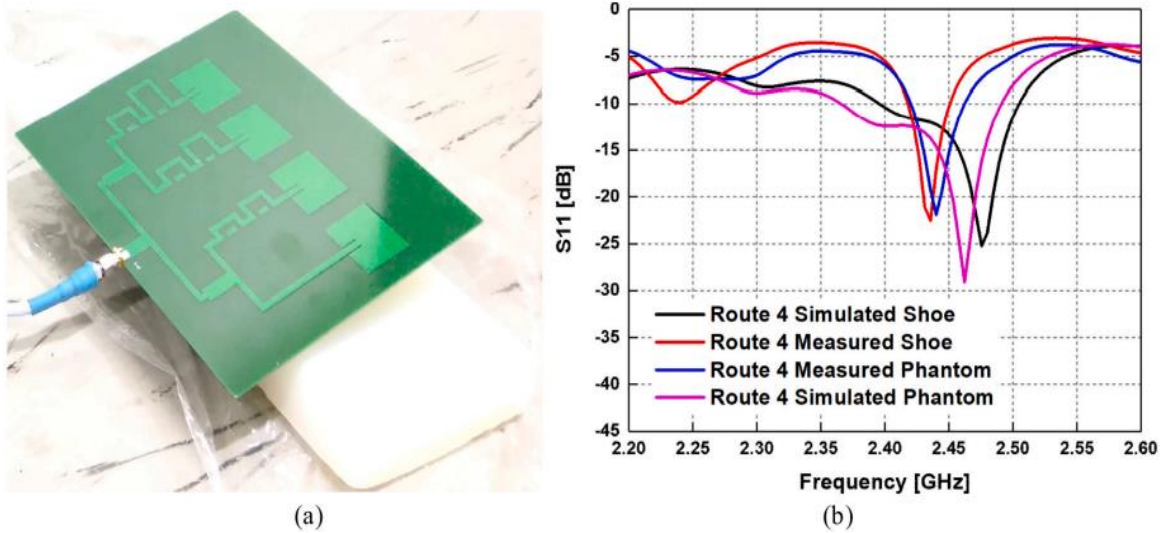 0
-5
-10
-15
-20
-25
-30
-35
-40
-45
S11 [dB]
Route 4 Simulated Shoe
Route 4 Measured Shoe
Route 4 Measured Phantom
Route 4 Simulated Phantom
2.20 2.25 2.30 2.35 2.40 2.45 2.50 2.55 2.60
Frequency [GHz]
(a) (b)